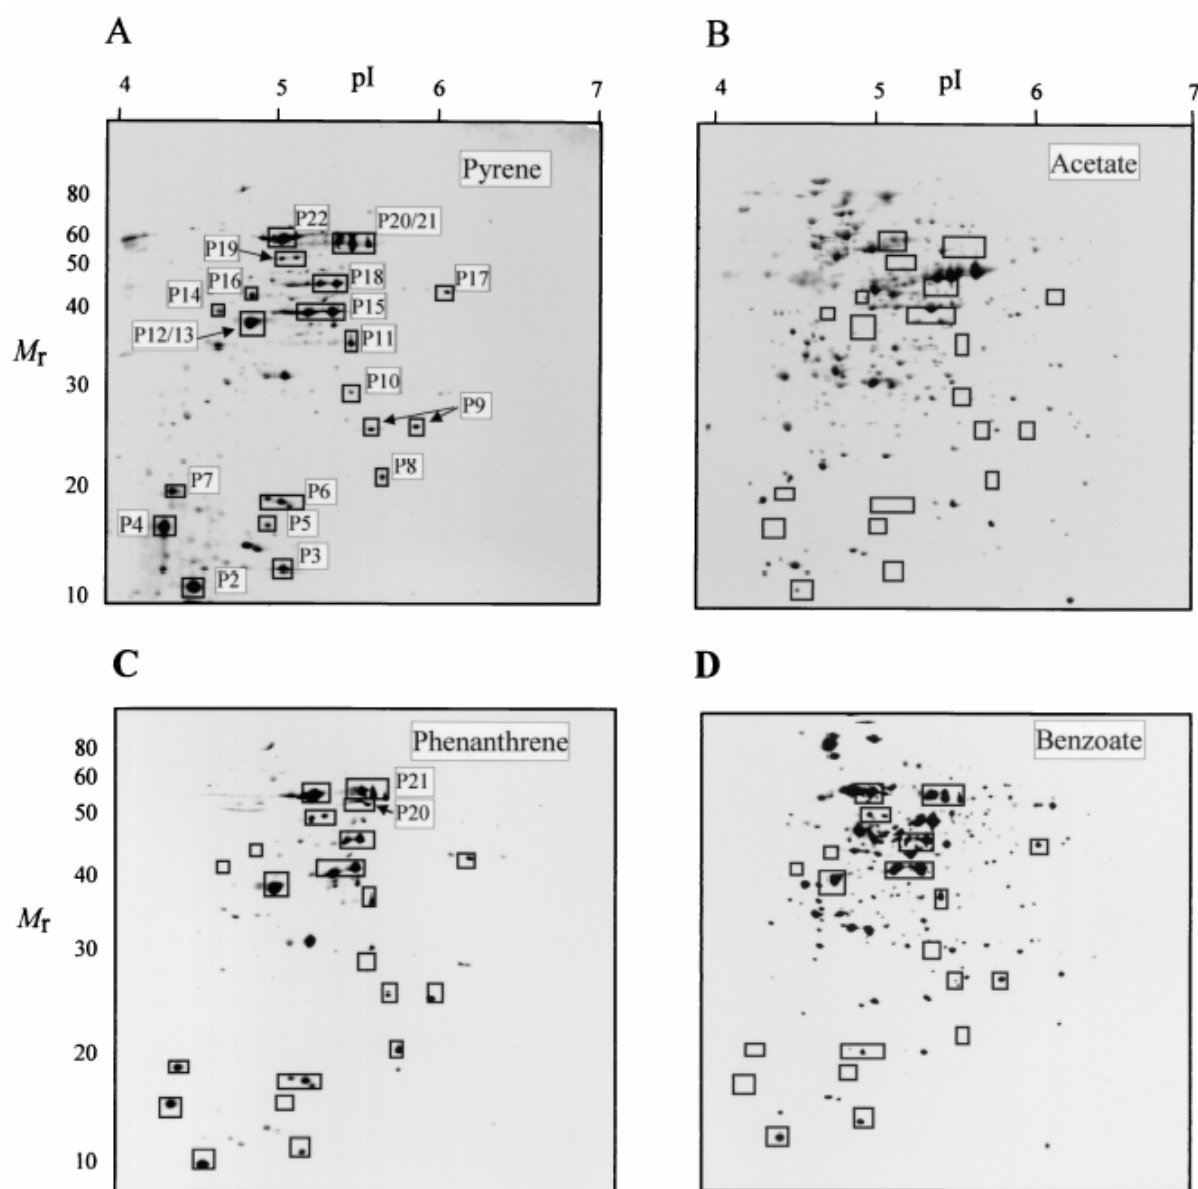 A
B
pI
4 5 6 7
pI
4 5 6 7
Pyrene
Acetate
80
60
50
40
30
20
10
Mr
P22
P20/21
P19
P16
P18
P17
P14
P15
P12/13
P11
P10
P9
P8
P7
P6
P4
P5
P3
P2
C
D
Phenanthrene
Benzoate
80
60
50
40
30
20
10
Mr
P21
P20